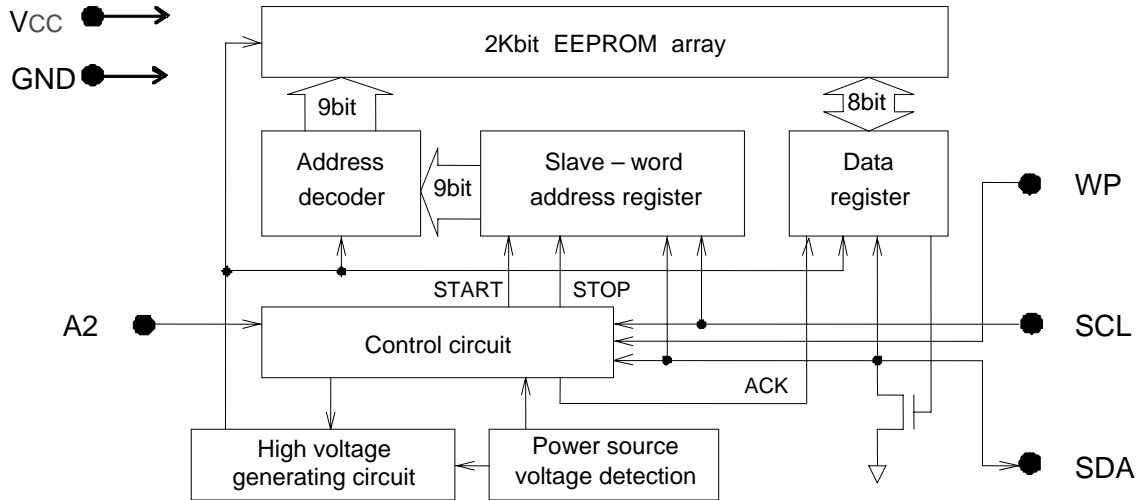 VCC
2Kbit EEPROM array
GND
9bit
8bit
Address
decoder
9bit
Slave – word
address register
Data
register
WP
START
STOP
A2
Control circuit
SCL
ACK
High voltage
generating circuit
Power source
voltage detection
SDA